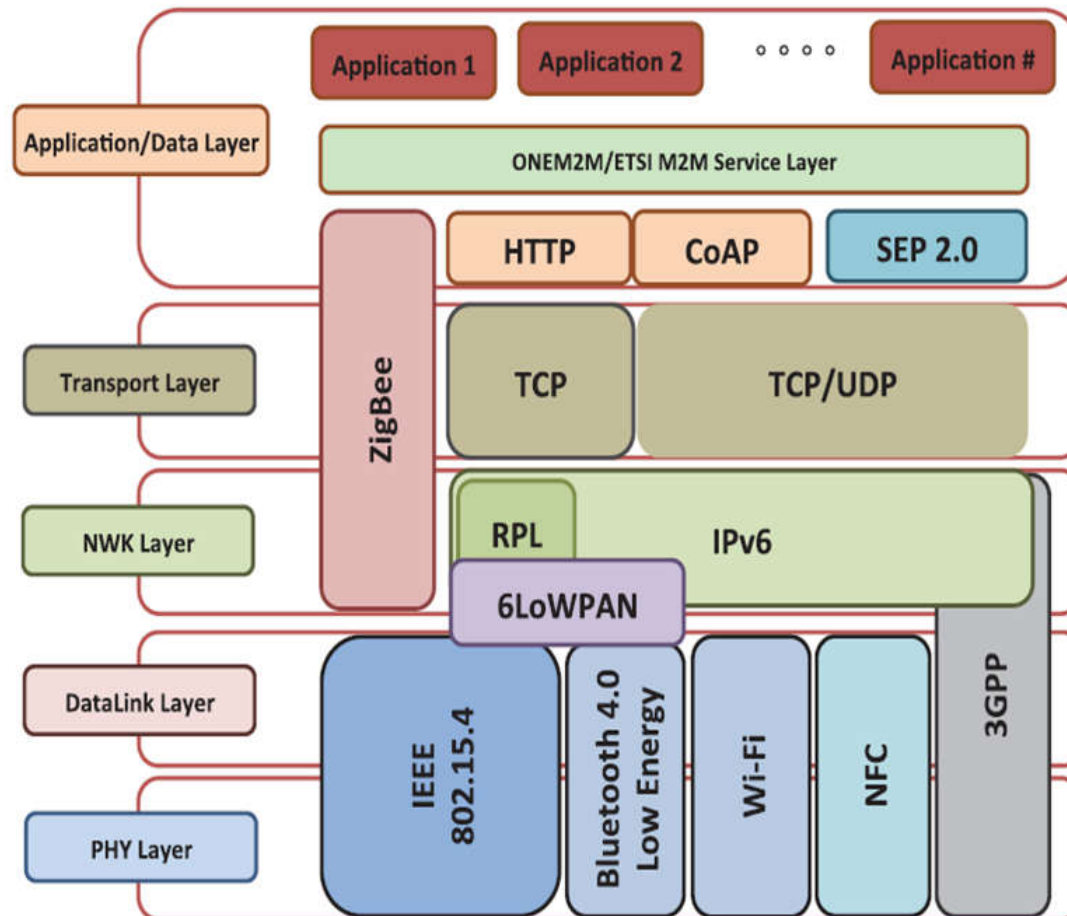 Application 1
Application 2
Application #
Application/Data Layer
ONEM2M/ETSI M2M Service Layer
HTTP
CoAP
SEP 2.0
ZigBee
Transport Layer
TCP
TCP/UDP
NWK Layer
RPL
IPv6
6LoWPAN
DataLink Layer
IEEE
802.15.4
Bluetooth 4.0
Low Energy
Wi-Fi
NFC
3GPP
PHY Layer